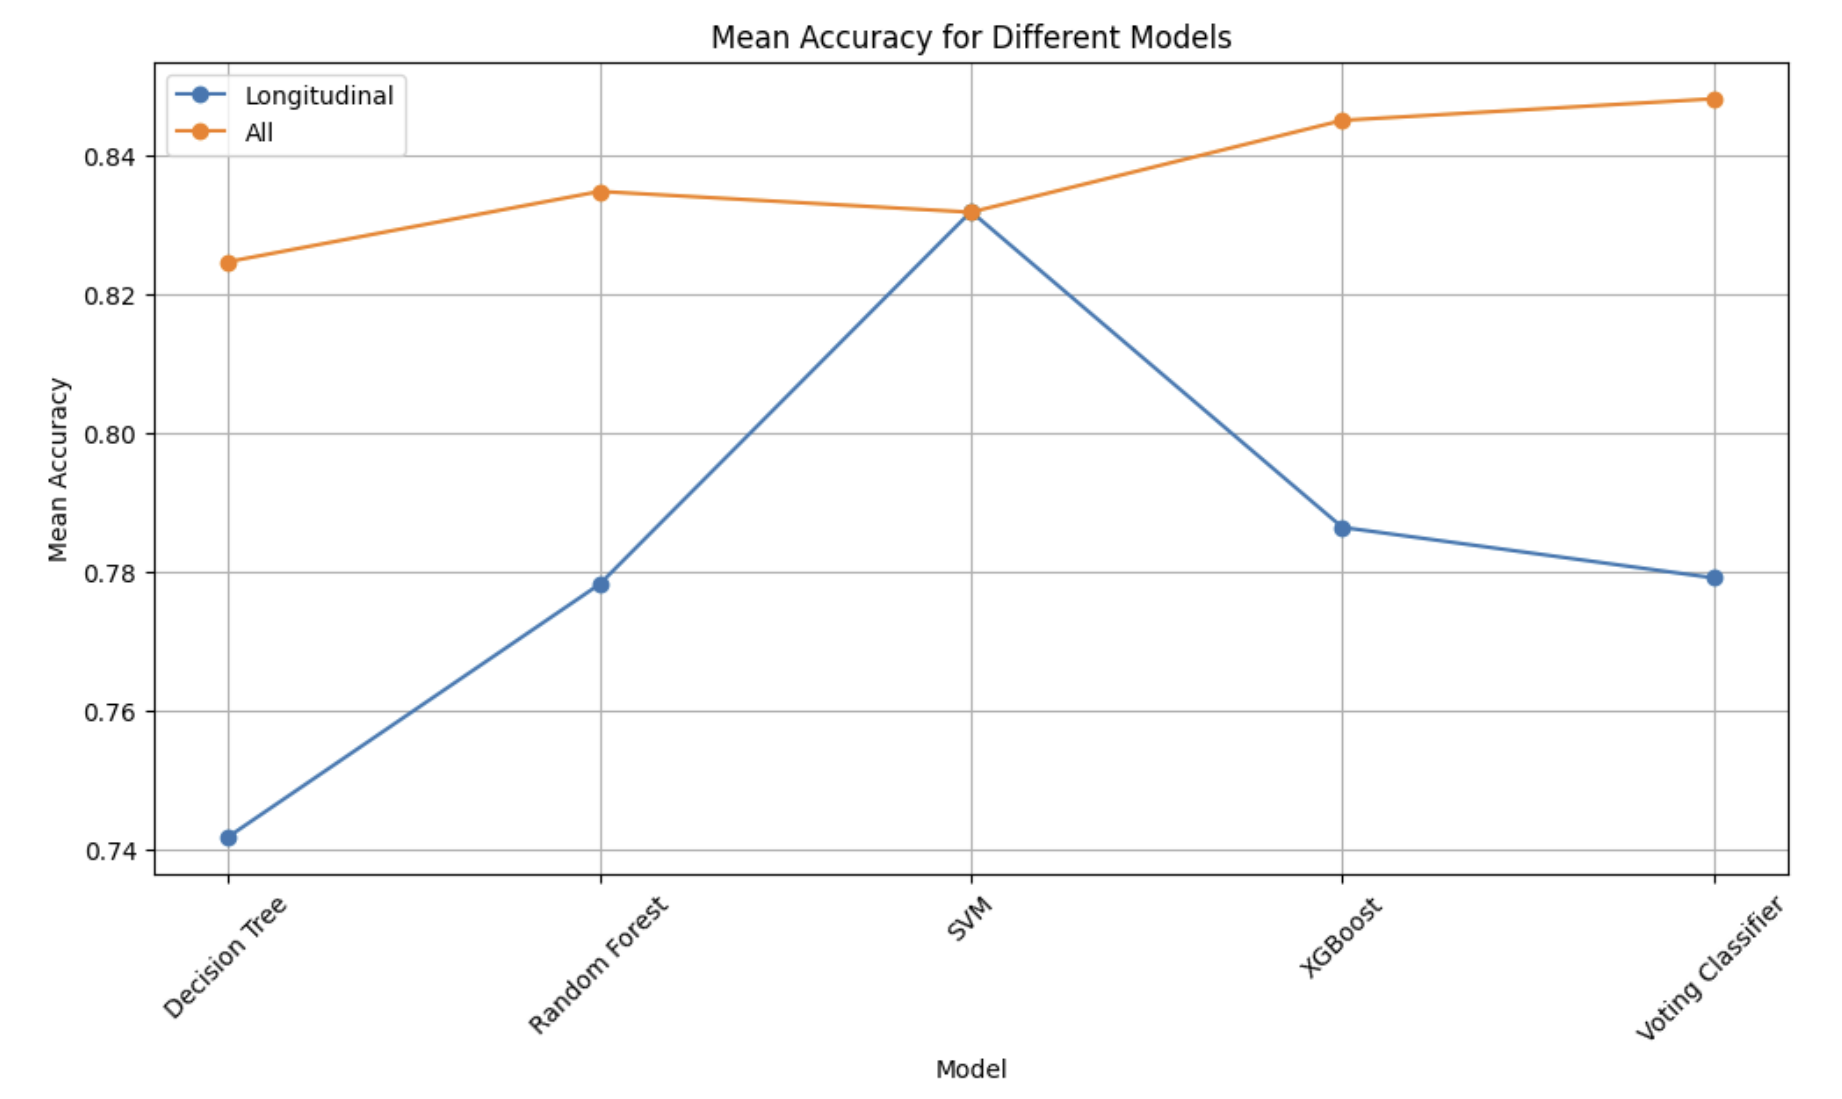 Mean Accuracy for Different Models
Longitudinal
All
Mean Accuracy
0.84
0.82
0.80
0.78
0.76
0.74
Decision Tree
Random Forest
SVM
XGBoost
Voting Classifier
Model